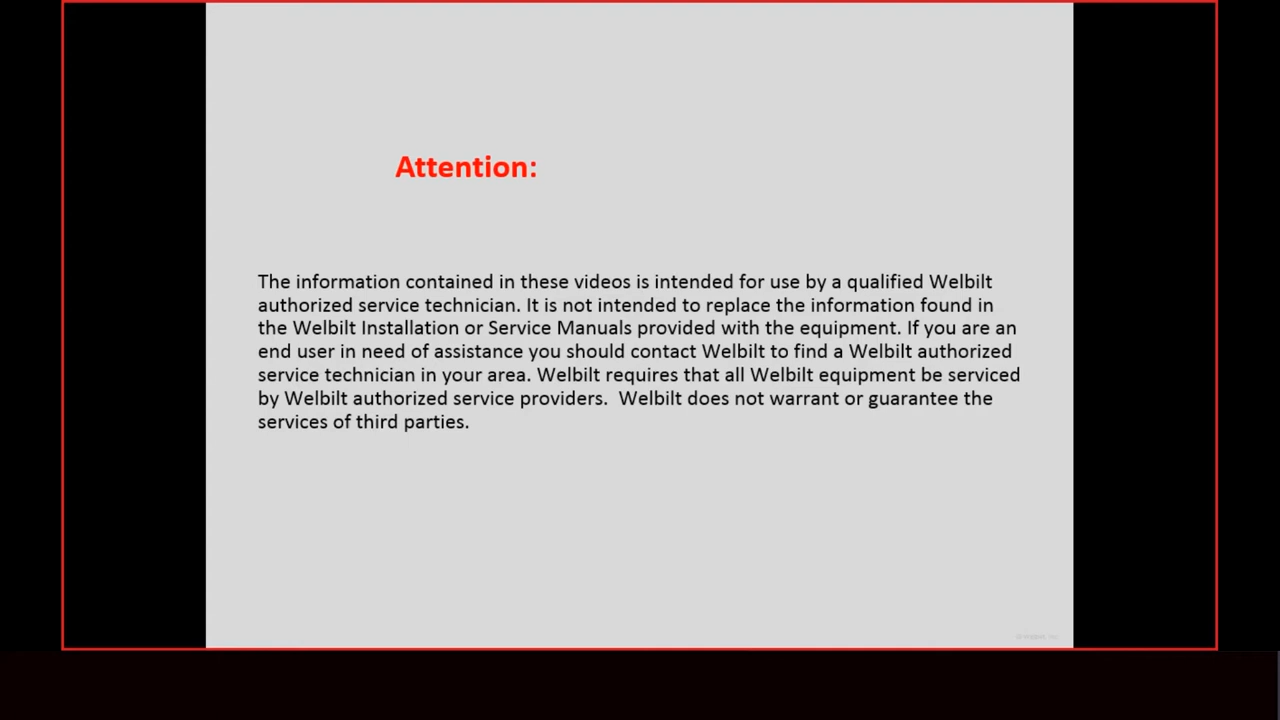 Attention:
The information contained in these videos is intended for use by a qualified Welbilt
authorized service technician. It is not intended to replace the information found in
the Welbilt Installation or Service Manuals provided with the equipment. If you are an
end user in need of assistance you should contact Welbilt to find a Welbilt authorized
service technician in your area. Welbilt requires that all Welbilt equipment be serviced
by Welbilt authorized service providers.  Welbilt does not warrant or guarantee the
services of third parties.